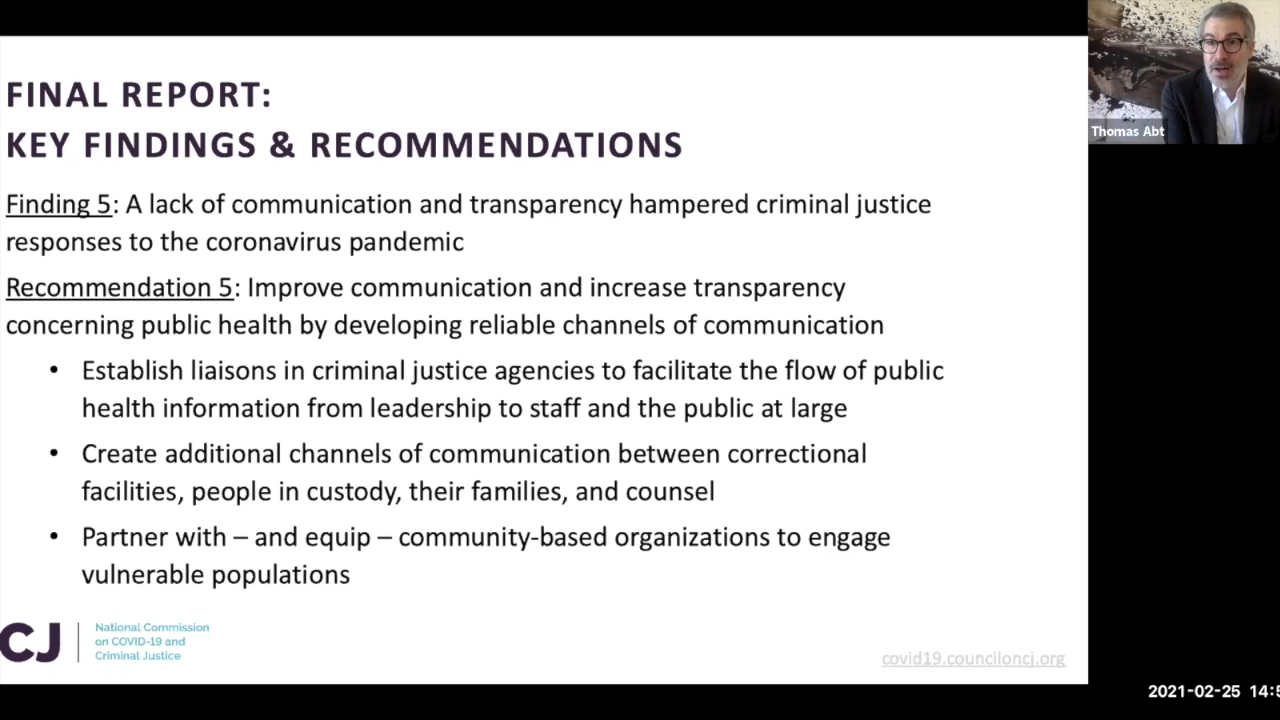 FINAL REPORT:
KEY FINDINGS & RECOMMENDATIONS
Finding 5: A lack of communication and transparency hampered criminal justice
responses to the coronavirus pandemic
Recommendation 5: Improve communication and increase transparency
concerning public health by developing reliable channels of communication
• Establish liaisons in criminal justice agencies to facilitate the flow of public
health information from leadership to staff and the public at large
• Create additional channels of communication between correctional
facilities, people in custody, their families, and counsel
• Partner with – and equip – community-based organizations to engage
vulnerable populations
CJ
National Commission
on COVID-19 and
Criminal Justice
covid19.counciloncj.org
Thomas Abt
2021-02-25 14:5